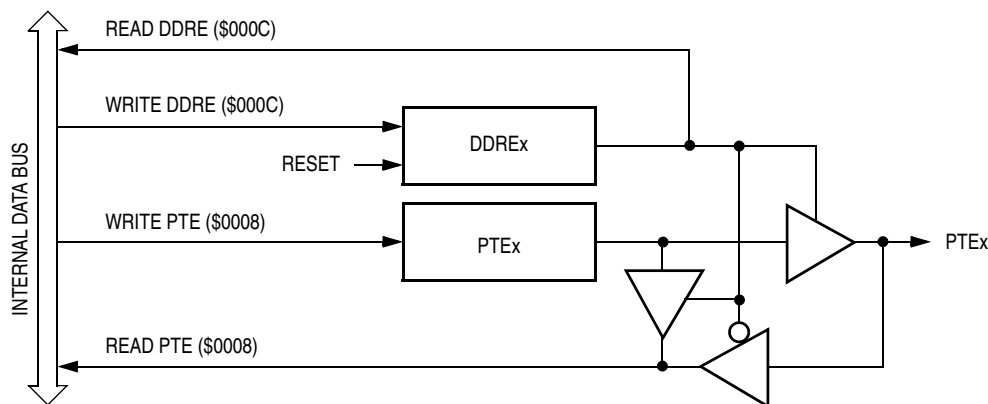 READ DDRE ($000C)
WRITE DDRE ($000C)
DDREx
RESET
WRITE PTE ($0008)
PTEx
PTEx
READ PTE ($0008)
INTERNAL DATA BUS